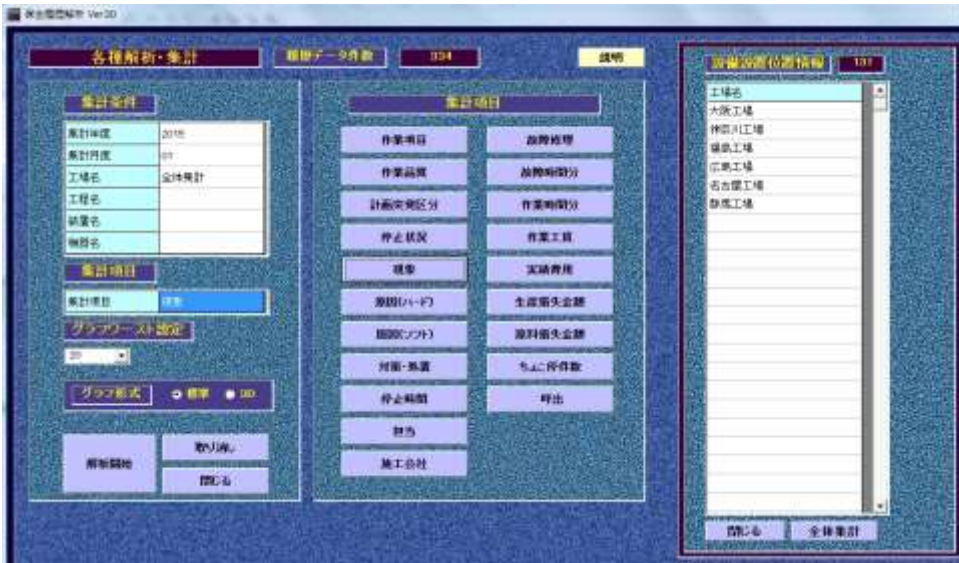 保全履歴解析 Ver3D
各種解析・集計
履歴データ件数
334
説明
集計条件
集計年度 2015
集計月度 01
工場名 全体集計
工程名
装置名
機器名
集計項目
集計項目 現象
グラフワースト設定
20
グラフ形式
標準
3D
解析開始
取り消し
閉じる
集計項目
作業項目
故障修理
作業品質
故障時間分
計画突発区分
作業時間分
停止状況
作業工賃
現象
実績費用
原因(ハード)
生産損失金額
原因(ソフト)
原料損失金額
対策・処置
ちょこ停件数
停止時間
呼出
担当
施工会社
設備設置位置情報
131
工場名
大阪工場
神奈川工場
福島工場
広島工場
名古屋工場
群馬工場
閉じる
全体集計